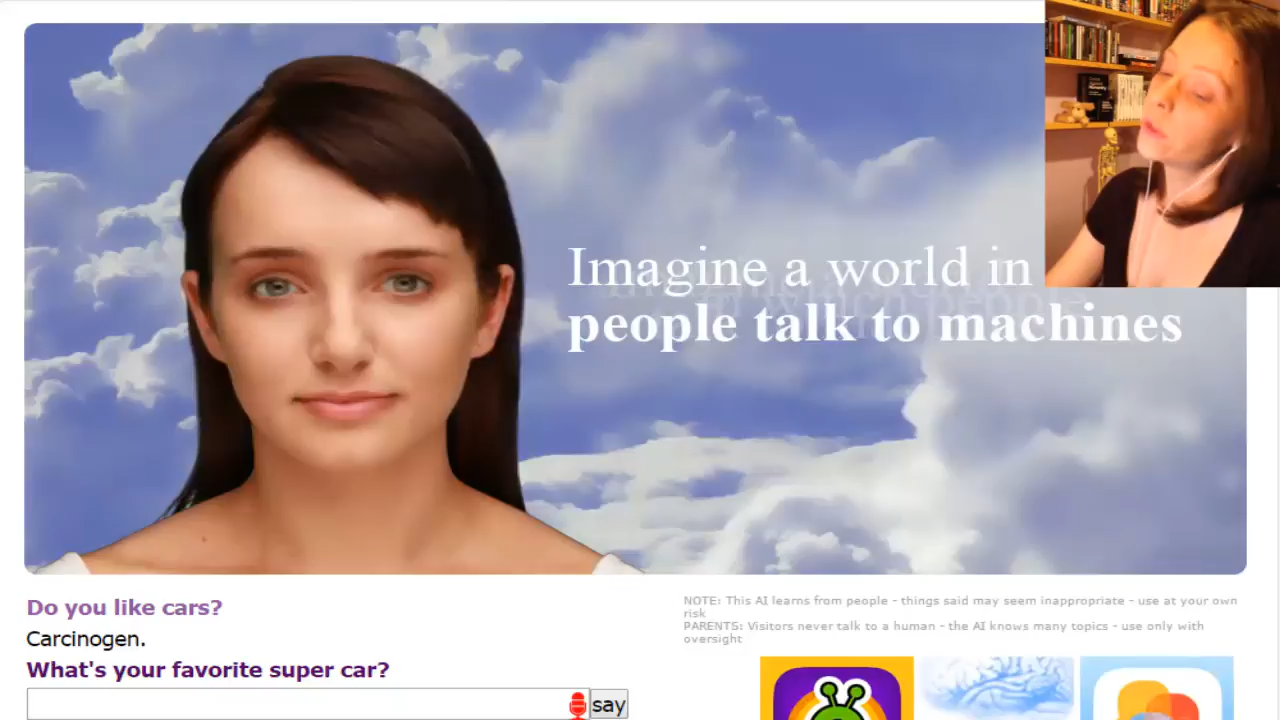 Imagine a world in
people talk to machines
Do you like cars?
Carcinogen.
What's your favorite super car?
say
NOTE: This AI learns from people - things said may seem inappropriate - use at your own
risk
PARENTS: Visitors never talk to a human - the AI knows many topics - use only with
oversight